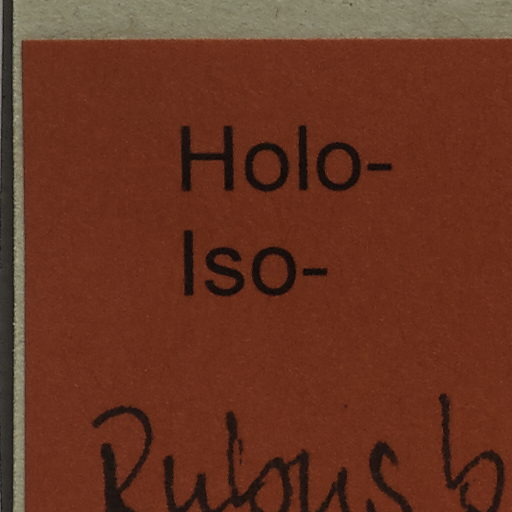 Holo-
Iso-
Rubus b